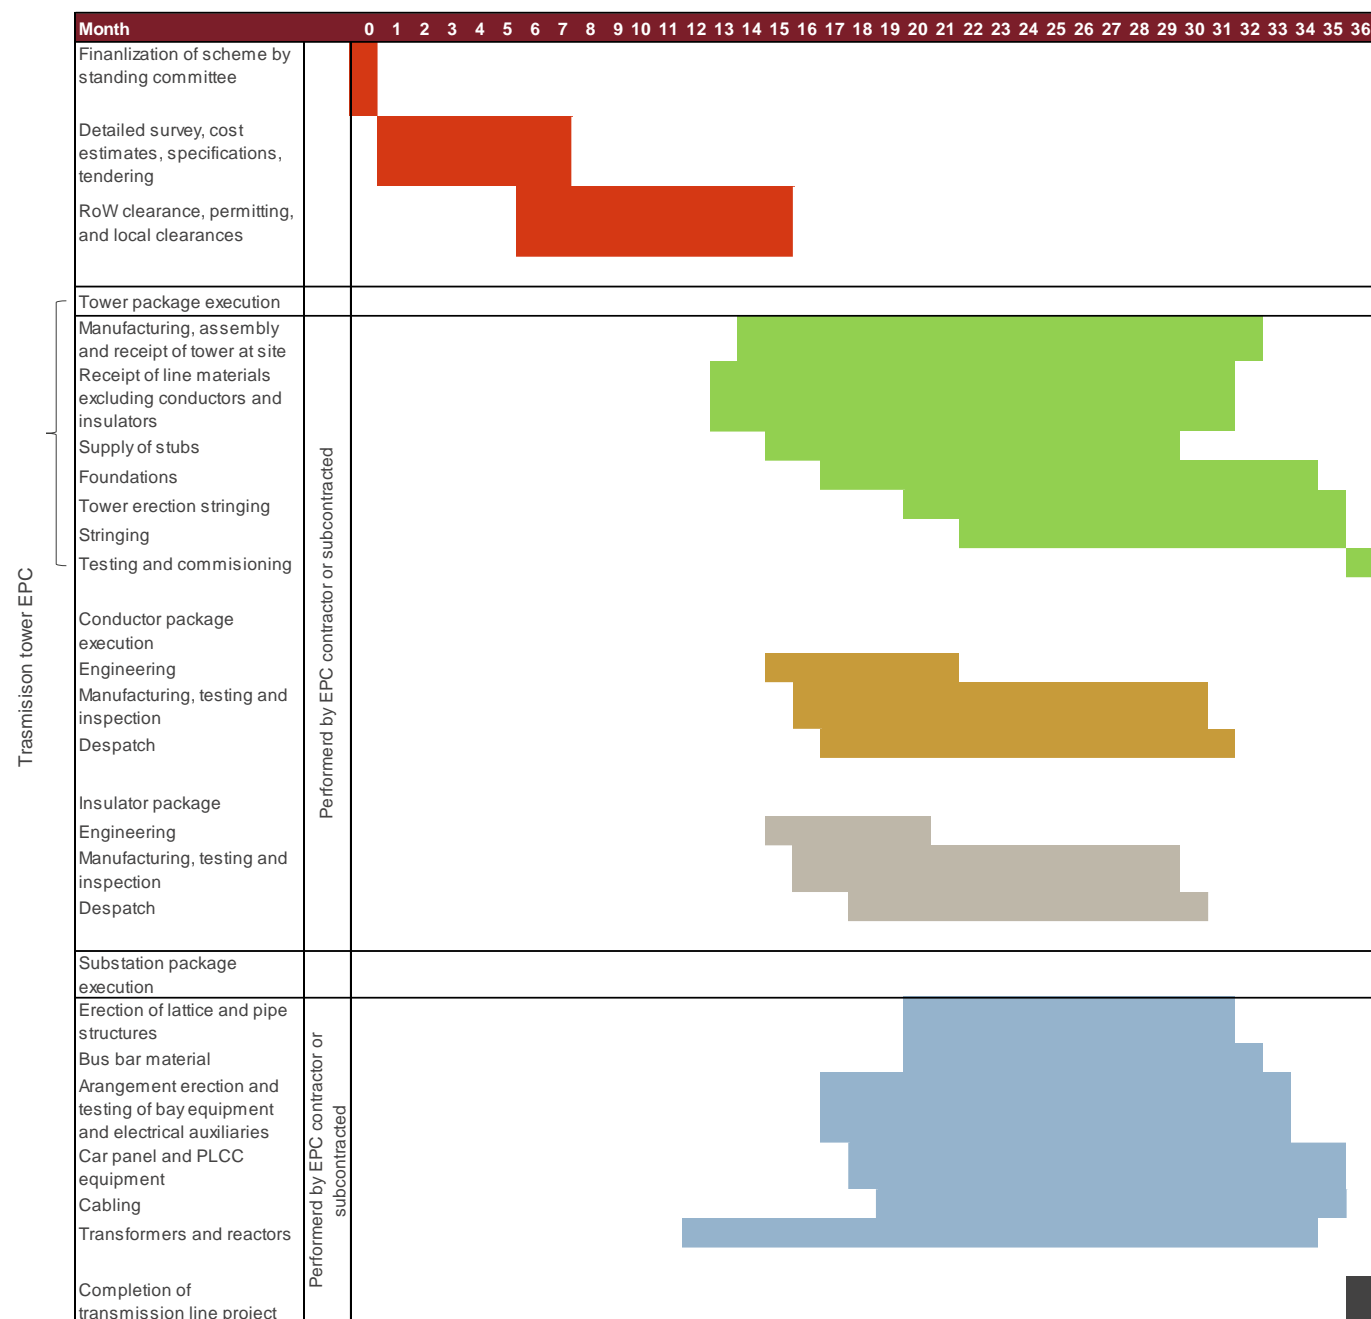 Month 0 1 2 3 4 5 6 7 8 9 10 11 12 13 14 15 16 17 18 19 20 21 22 23 24 25 26 27 28 29 30 31 32 33 34 35 36
Finanlization of scheme by
standing committee
Detailed survey, cost
estimates, specifications,
tendering
RoW clearance, permitting,
and local clearances
Trasmisison tower EPC
Performerd by EPC contractor or subcontracted
Tower package execution
Manufacturing, assembly
and receipt of tower at site
Receipt of line materials
excluding conductors and
insulators
Supply of stubs
Foundations
Tower erection stringing
Stringing
Testing and commisioning
Conductor package
execution
Engineering
Manufacturing, testing and
inspection
Despatch
Insulator package
Engineering
Manufacturing, testing and
inspection
Despatch
Substation package
execution
Performerd by EPC contractor or
subcontracted
Erection of lattice and pipe
structures
Bus bar material
Arangement erection and
testing of bay equipment
and electrical auxiliaries
Car panel and PLCC
equipment
Cabling
Transformers and reactors
Completion of
transmission line project